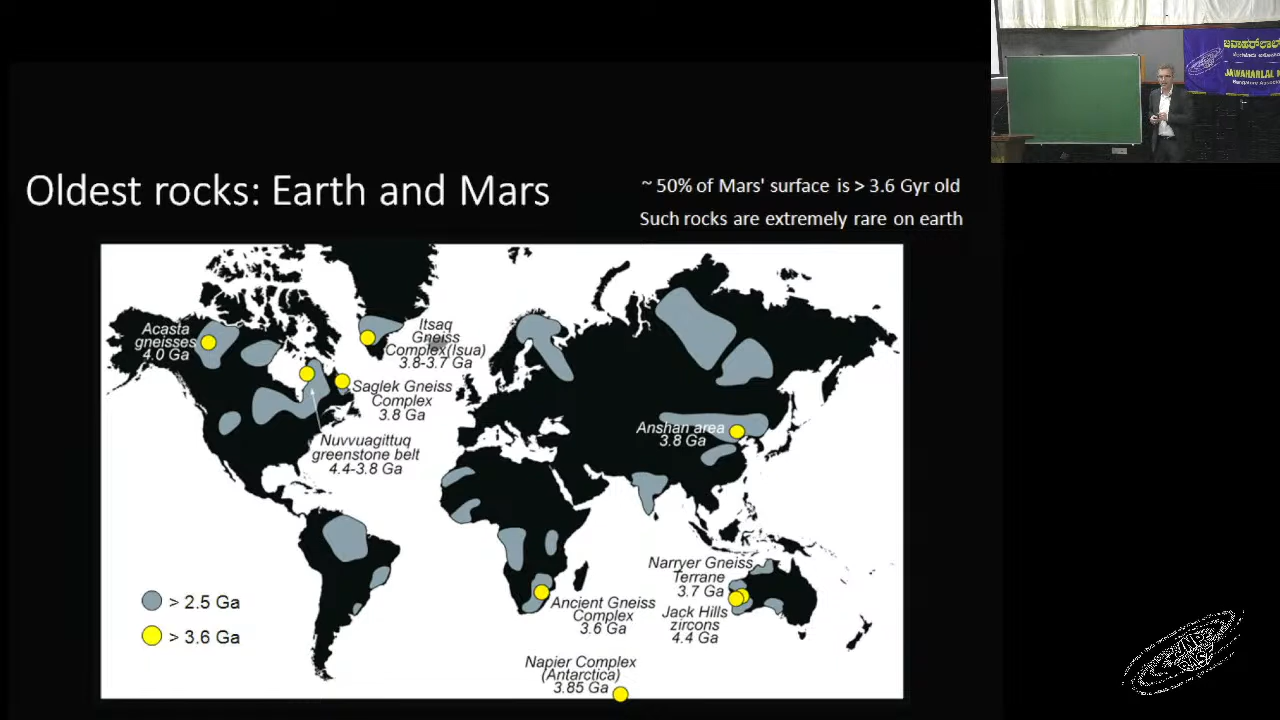 ಜವಾಹರ್‌ಲಾಲ್
JAWAHARLAL
Oldest rocks: Earth and Mars
~ 50% of Mars' surface is > 3.6 Gyr old
Such rocks are extremely rare on earth
Acasta
gneisses
4.0 Ga
Itsaq
Gneiss
Complex(Isua)
3.8-3.7 Ga
Saglek Gneiss
Complex
3.8 Ga
Nuvvuagittuq
greenstone belt
4.4-3.8 Ga
Anshan area
3.8 Ga
Narryer Gneiss
Terrane
3.7 Ga
Jack Hills
zircons
4.4 Ga
Ancient Gneiss
Complex
3.6 Ga
Napier Complex
(Antarctica)
3.85 Ga
> 2.5 Ga
> 3.6 Ga